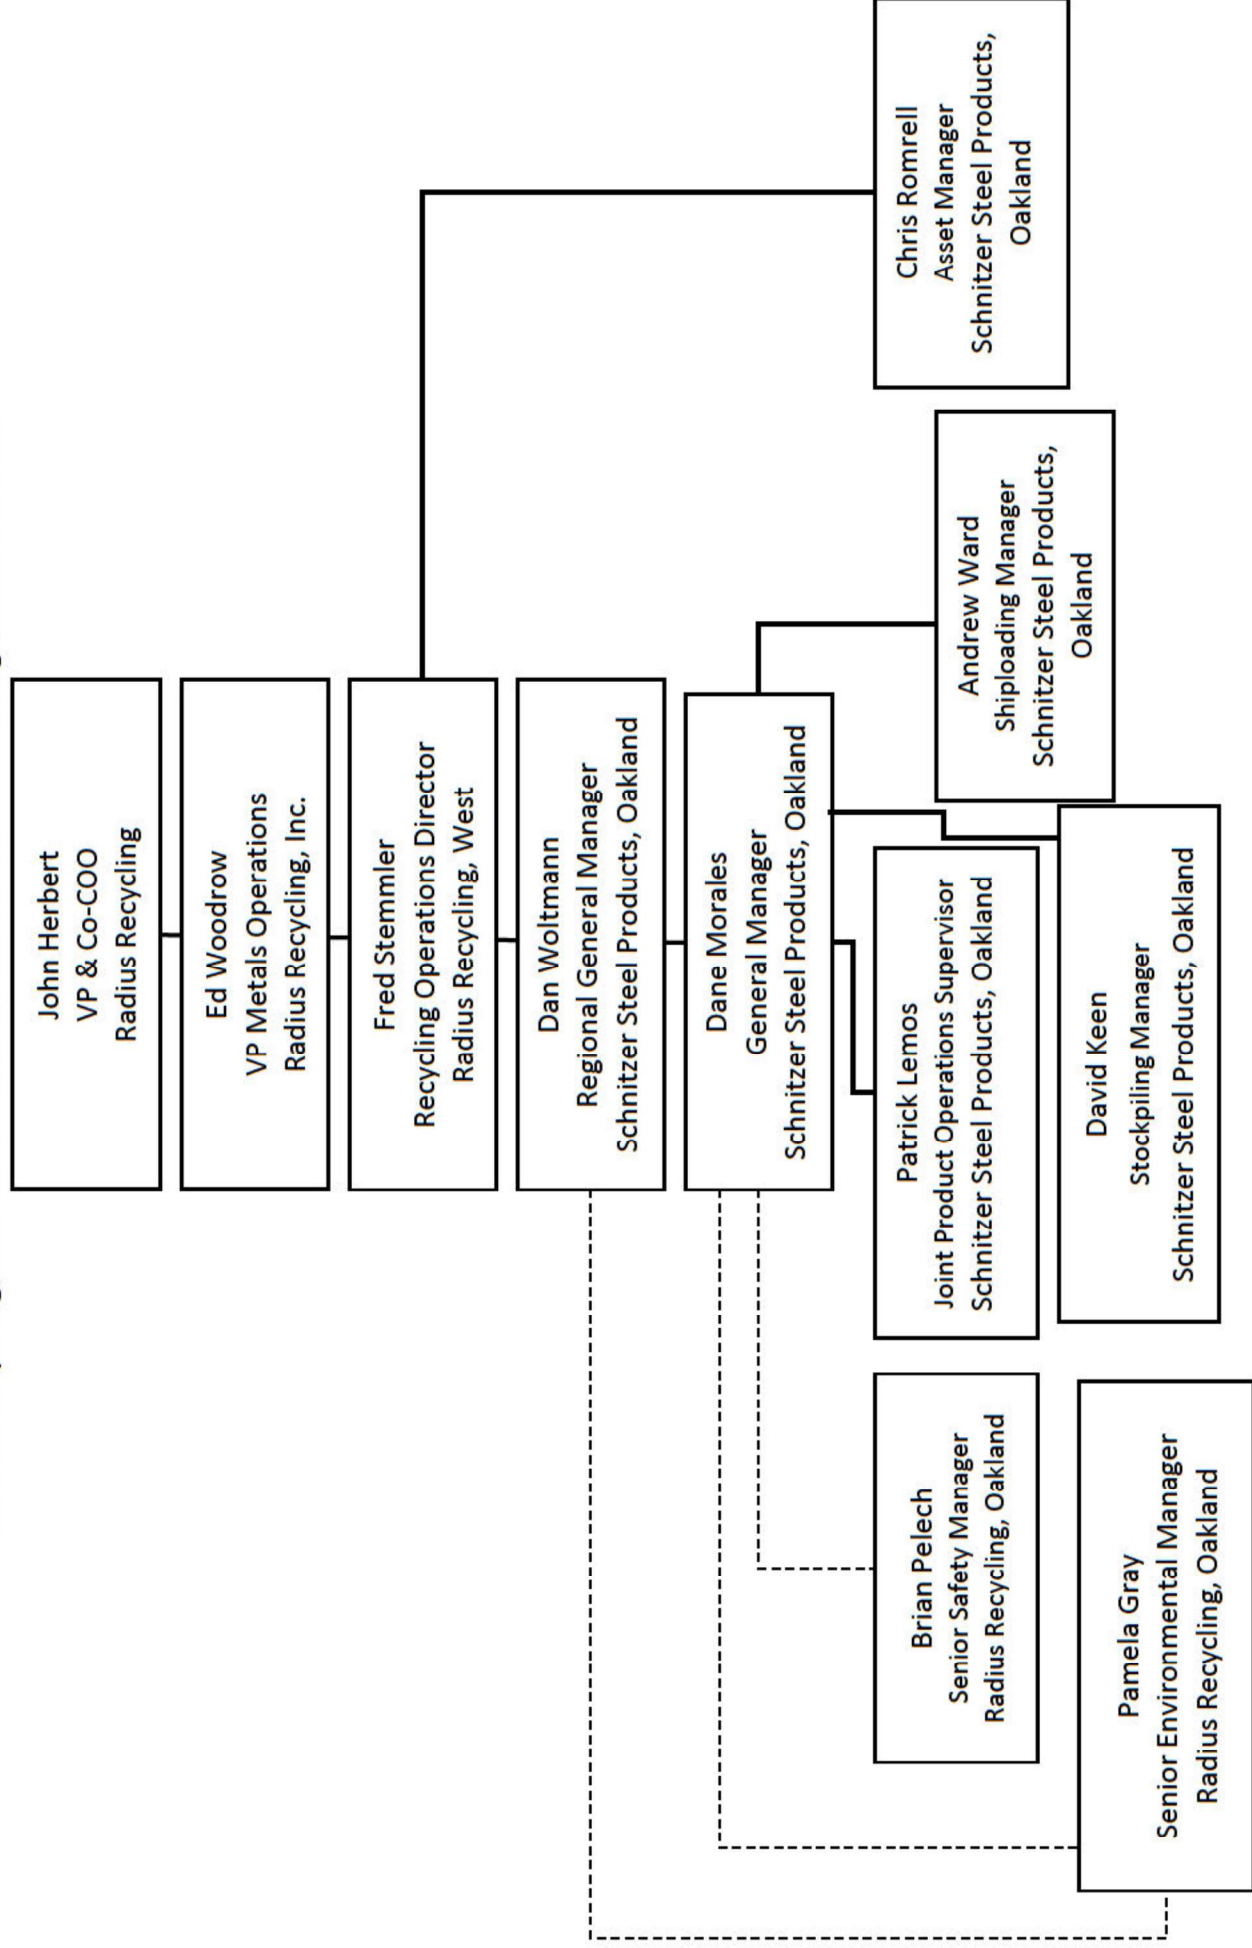 John Herbert
VP & Co-COO
Radius Recycling
Ed Woodrow
VP Metals Operations
Radius Recycling, Inc.
Fred Stemmler
Recycling Operations Director
Radius Recycling, West
Dan Woltmann
Regional General Manager
Schnitzer Steel Products, Oakland
Dane Morales
General Manager
Schnitzer Steel Products, Oakland
Brian Pelech
Senior Safety Manager
Radius Recycling, Oakland
Patrick Lemos
Joint Product Operations Supervisor
Schnitzer Steel Products, Oakland
Andrew Ward
Shiploading Manager
Schnitzer Steel Products,
Oakland
Chris Romrell
Asset Manager
Schnitzer Steel Products,
Oakland
Pamela Gray
Senior Environmental Manager
Radius Recycling, Oakland
David Keen
Stockpiling Manager
Schnitzer Steel Products, Oakland